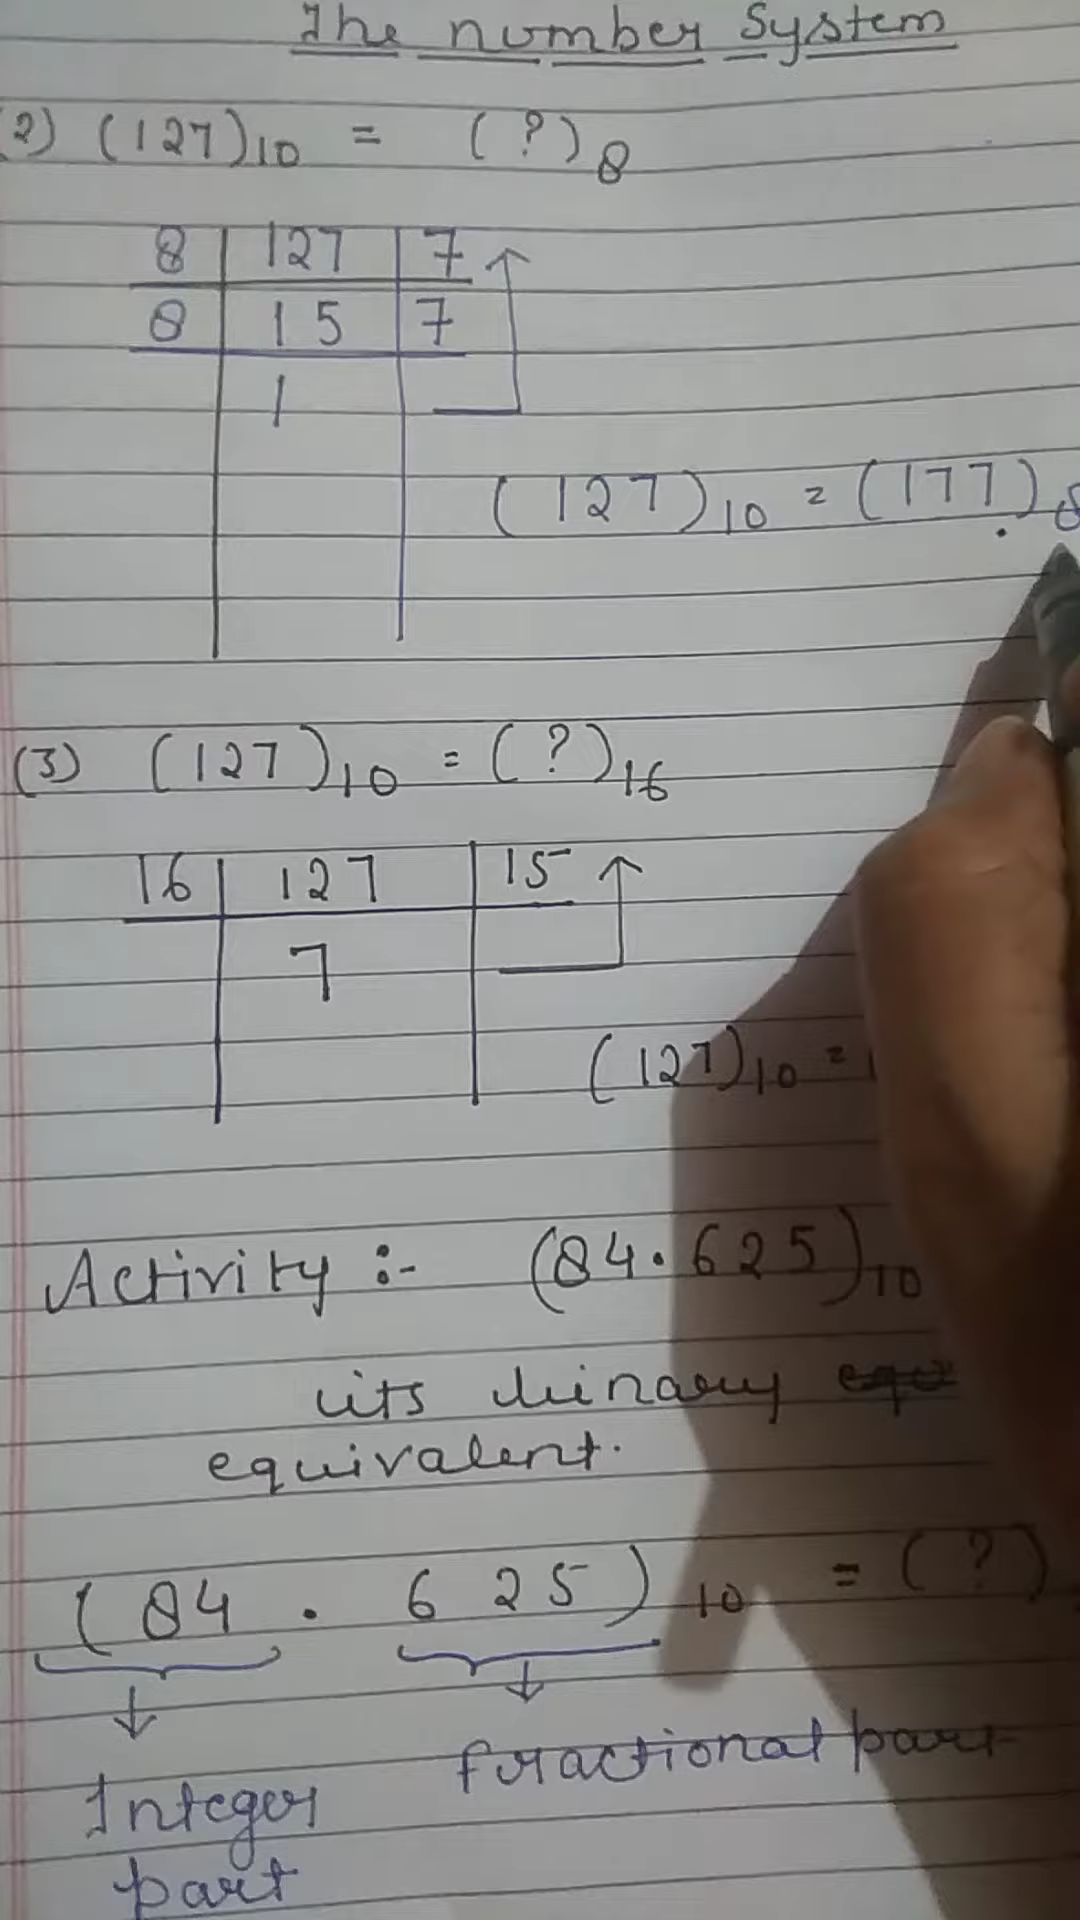 The number System
2) (127)10 = (?)8
8 127 7
8 15 7
1
(127)10 = (177)8
(3) (127)10 = (?)16
16 127 15
7
(127)10 =
Activity :- (84.625)10
its binary
equivalent.
(84 . 625)10 = (?)
fractional part
Integer
part